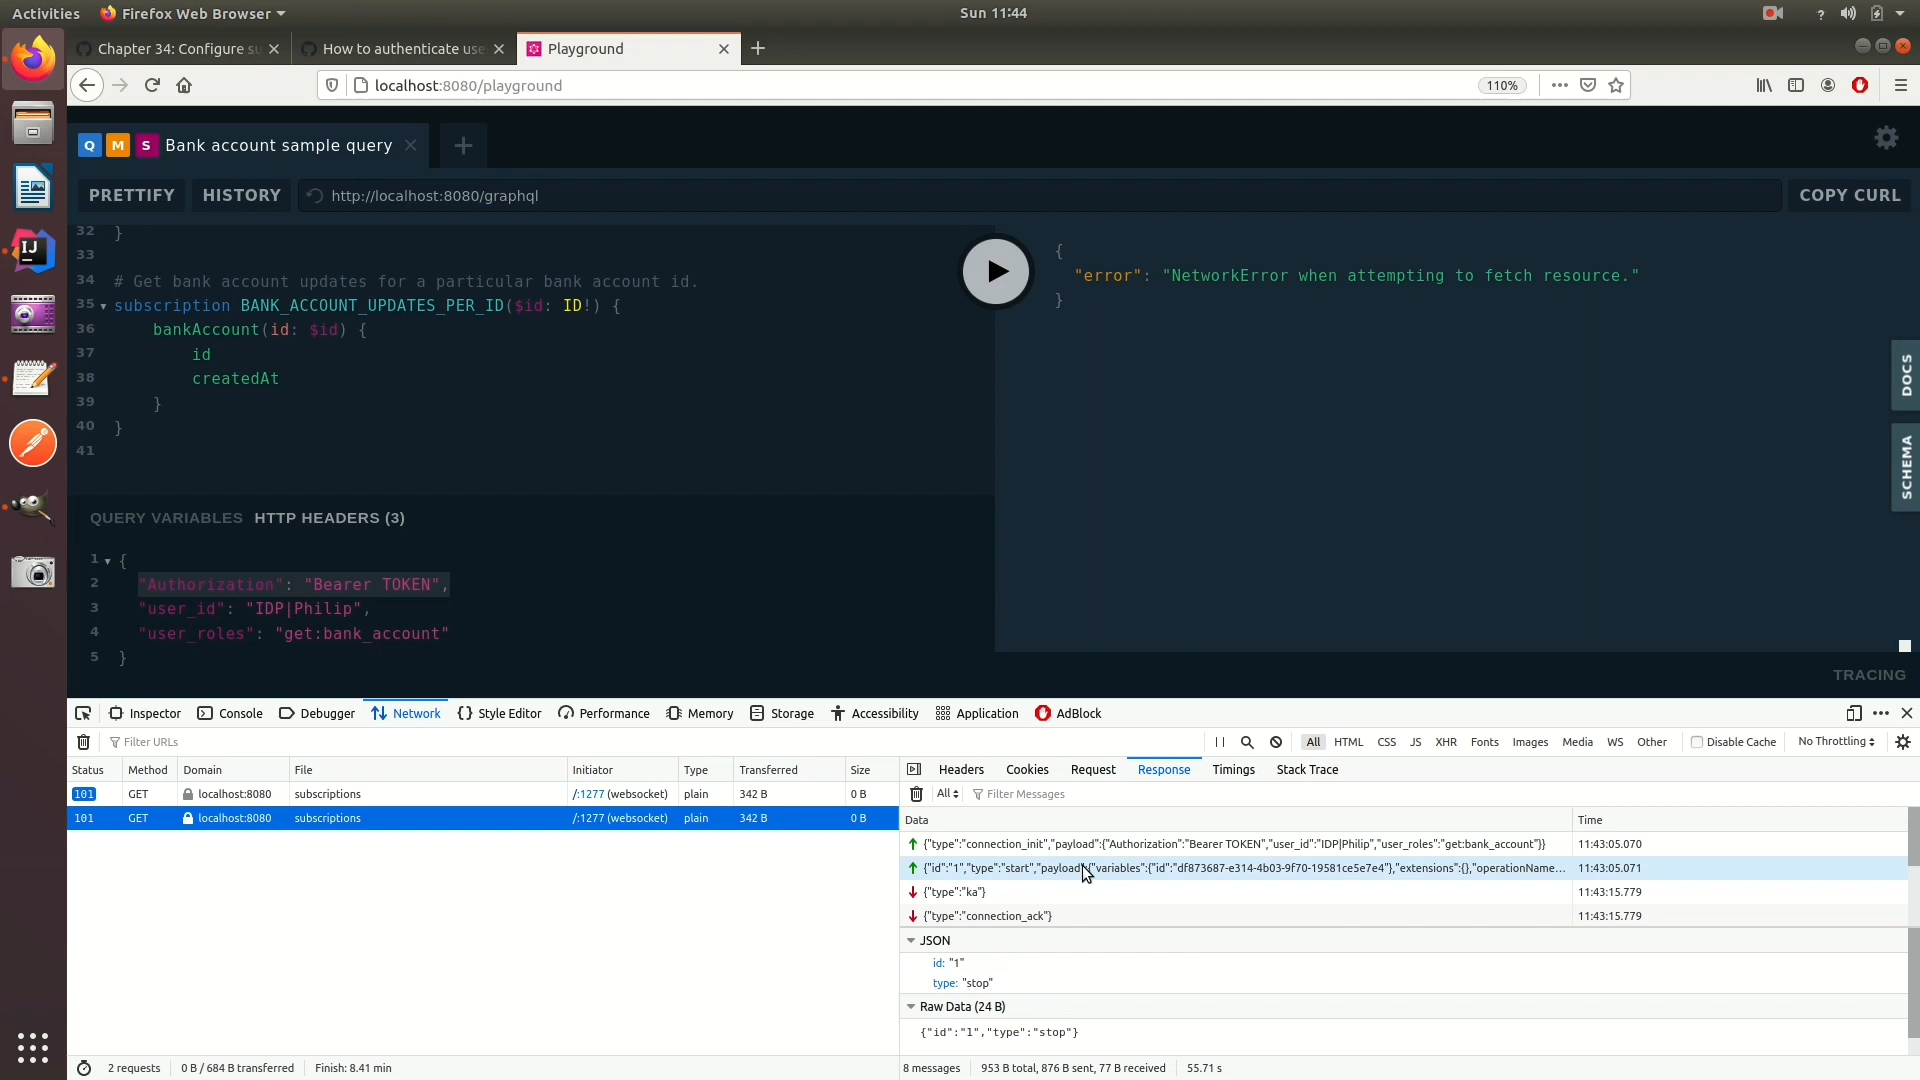 Activities
Firefox Web Browser
Sun 11:44
?
Chapter 34: Configure su
How to authenticate use
Playground
localhost:8080/playground
110%
Q M S Bank account sample query
PRETTIFY
HISTORY
http://localhost:8080/graphql
COPY CURL
32 }
33
34 # Get bank account updates for a particular bank account id.
35 subscription BANK_ACCOUNT_UPDATES_PER_ID($id: ID!) {
36 bankAccount(id: $id) {
37 id
38 createdAt
39 }
40 }
41
{
"error": "NetworkError when attempting to fetch resource."
}
DOCS
SCHEMA
QUERY VARIABLES HTTP HEADERS (3)
1 {
2 "Authorization": "Bearer TOKEN",
3 "user_id": "IDP|Philip",
4 "user_roles": "get:bank_account"
5 }
TRACING
IJ
Inspector Console Debugger Network Style Editor Performance Memory Storage Accessibility Application AdBlock
Filter URLs
All HTML CSS JS XHR Fonts Images Media WS Other Disable Cache No Throttling
Status Method Domain File Initiator Type Transferred Size
101 GET localhost:8080 subscriptions /:1277 (websocket) plain 342 B 0 B
101 GET localhost:8080 subscriptions /:1277 (websocket) plain 342 B 0 B
Headers Cookies Request Response Timings Stack Trace
All Filter Messages
Data Time
{"type":"connection_init","payload":{"Authorization":"Bearer TOKEN","user_id":"IDP|Philip","user_roles":"get:bank_account"}} 11:43:05.070
{"id":"1","type":"start","payload":{"variables":{"id":"df873687-e314-4b03-9f70-19581ce5e7e4"},"extensions":{},"operationName... 11:43:05.071
{"type":"ka"} 11:43:15.779
{"type":"connection_ack"} 11:43:15.779
JSON
id: "1"
type: "stop"
Raw Data (24 B)
{"id":"1","type":"stop"}
2 requests 0 B / 684 B transferred Finish: 8.41 min
8 messages 953 B total, 876 B sent, 77 B received 55.71 s